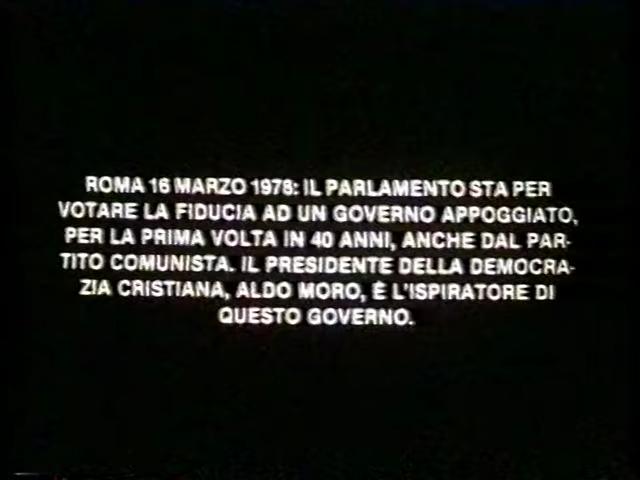 ROMA 16 MARZO 1978: IL PARLAMENTO STA PER
VOTARE LA FIDUCIA AD UN GOVERNO APPOGGIATO,
PER LA PRIMA VOLTA IN 40 ANNI, ANCHE DAL PAR-
TITO COMUNISTA. IL PRESIDENTE DELLA DEMOCRA-
ZIA CRISTIANA, ALDO MORO, È L'ISPIRATORE DI
QUESTO GOVERNO.